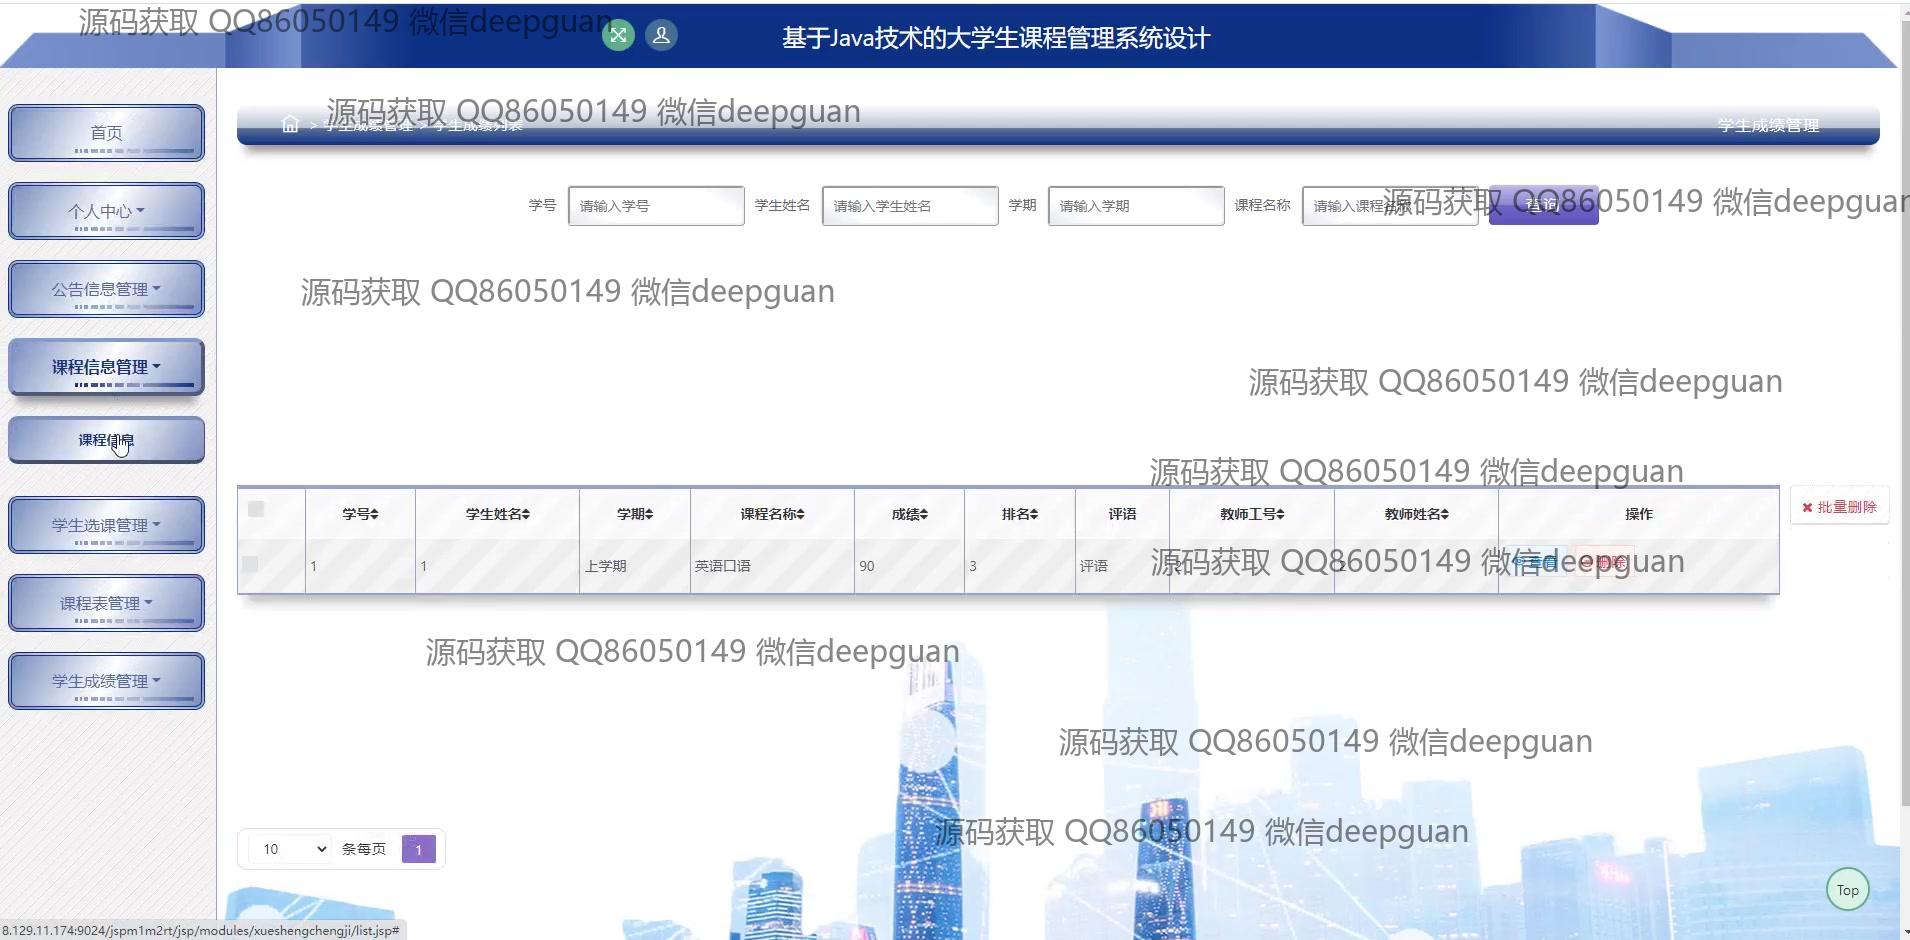 源码获取 QQ86050149 微信deepguan
基于Java技术的大学生课程管理系统设计
首页
源码获取 QQ86050149 微信deepguan
> 学生成绩管理 > 学生成绩列表
学生成绩管理
个人中心
学号 请输入学号 学生姓名 请输入学生姓名 学期 请输入学期 课程名称 请输入课程名称 查询
源码获取 QQ86050149 微信deepguan
公告信息管理
源码获取 QQ86050149 微信deepguan
课程信息管理
源码获取 QQ86050149 微信deepguan
课程信息
源码获取 QQ86050149 微信deepguan
学号 学生姓名 学期 课程名称 成绩 排名 评语 教师工号 教师姓名 操作
批量删除
学生选课管理
1 1 上学期 英语口语 90 3 评语 2 2 查看 删除
源码获取 QQ86050149 微信deepguan
课程表管理
源码获取 QQ86050149 微信deepguan
学生成绩管理
源码获取 QQ86050149 微信deepguan
源码获取 QQ86050149 微信deepguan
10 条每页 1
Top
8.129.11.174:9024/jspm1m2rt/jsp/modules/xueshengchengji/list.jsp#